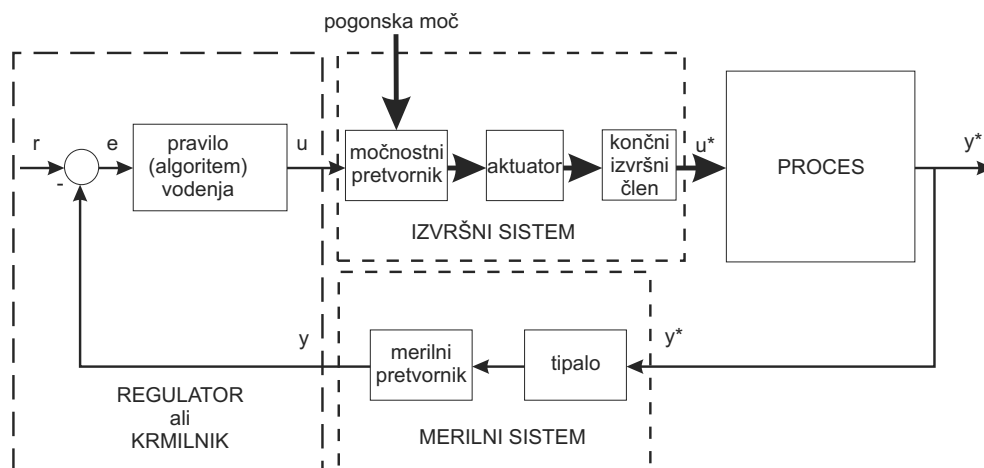 pogonska moč
r
-
e
pravilo
(algoritem)
vodenja
u
močnostni
pretvornik
aktuator
končni
izvršni
člen
u*
PROCES
y*
IZVRŠNI SISTEM
y
merilni
pretvornik
tipalo
y*
REGULATOR
ali
KRMILNIK
MERILNI SISTEM